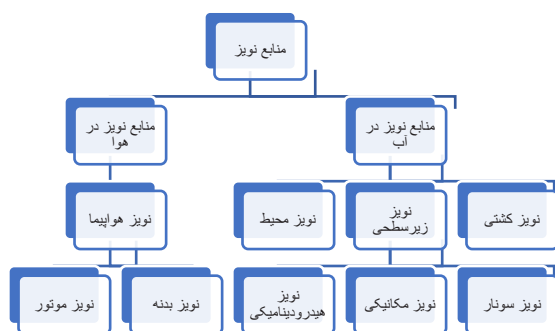 منابع نویز
منابع نویز در
آب
منابع نویز در
هوا
نویز کشتی
نویز
زیرسطحی
نویز محیط
نویز هواپیما
نویز سونار
نویز مکانیکی
نویز
هیدرودینامیکی
نویز بدنه
نویز موتور